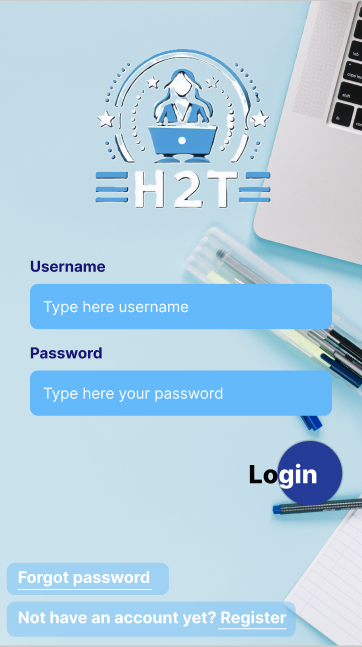 H2T
Username
Type here username
Password
Type here your password
Login
Forgot password
Not have an account yet? Register